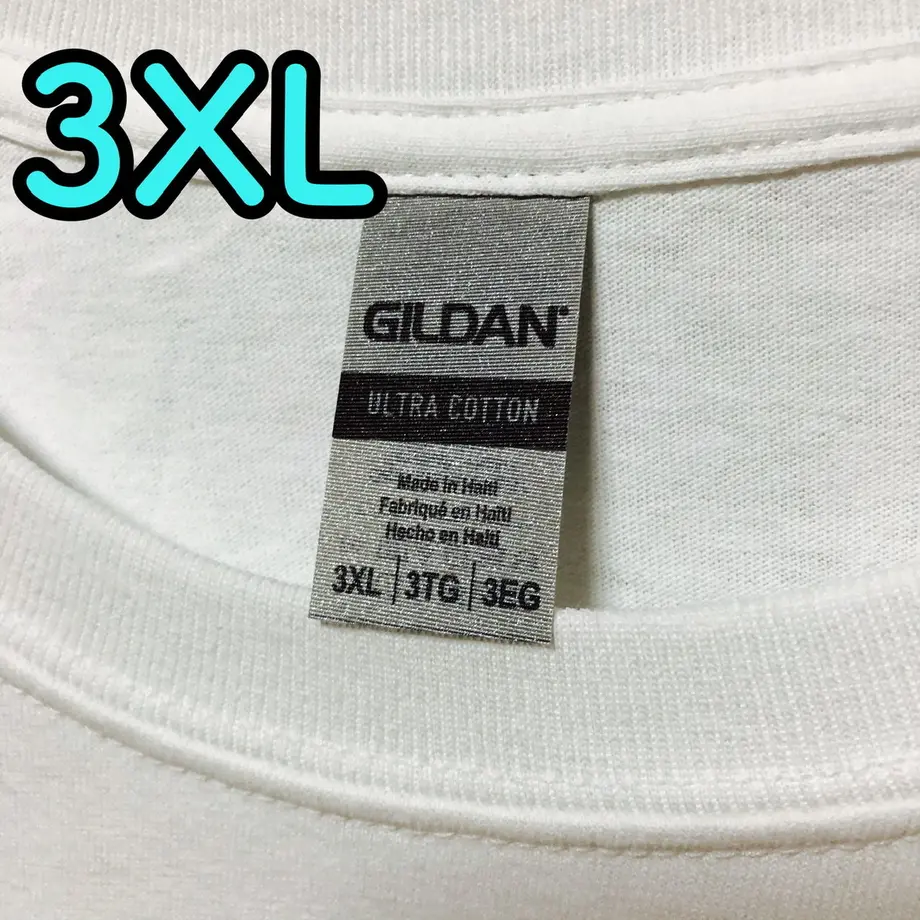 3XL
GILDAN®
ULTRA COTTON
Made in Haiti
Fabriqué en Haïti
Hecho en Haití
3XL | 3TG | 3EG